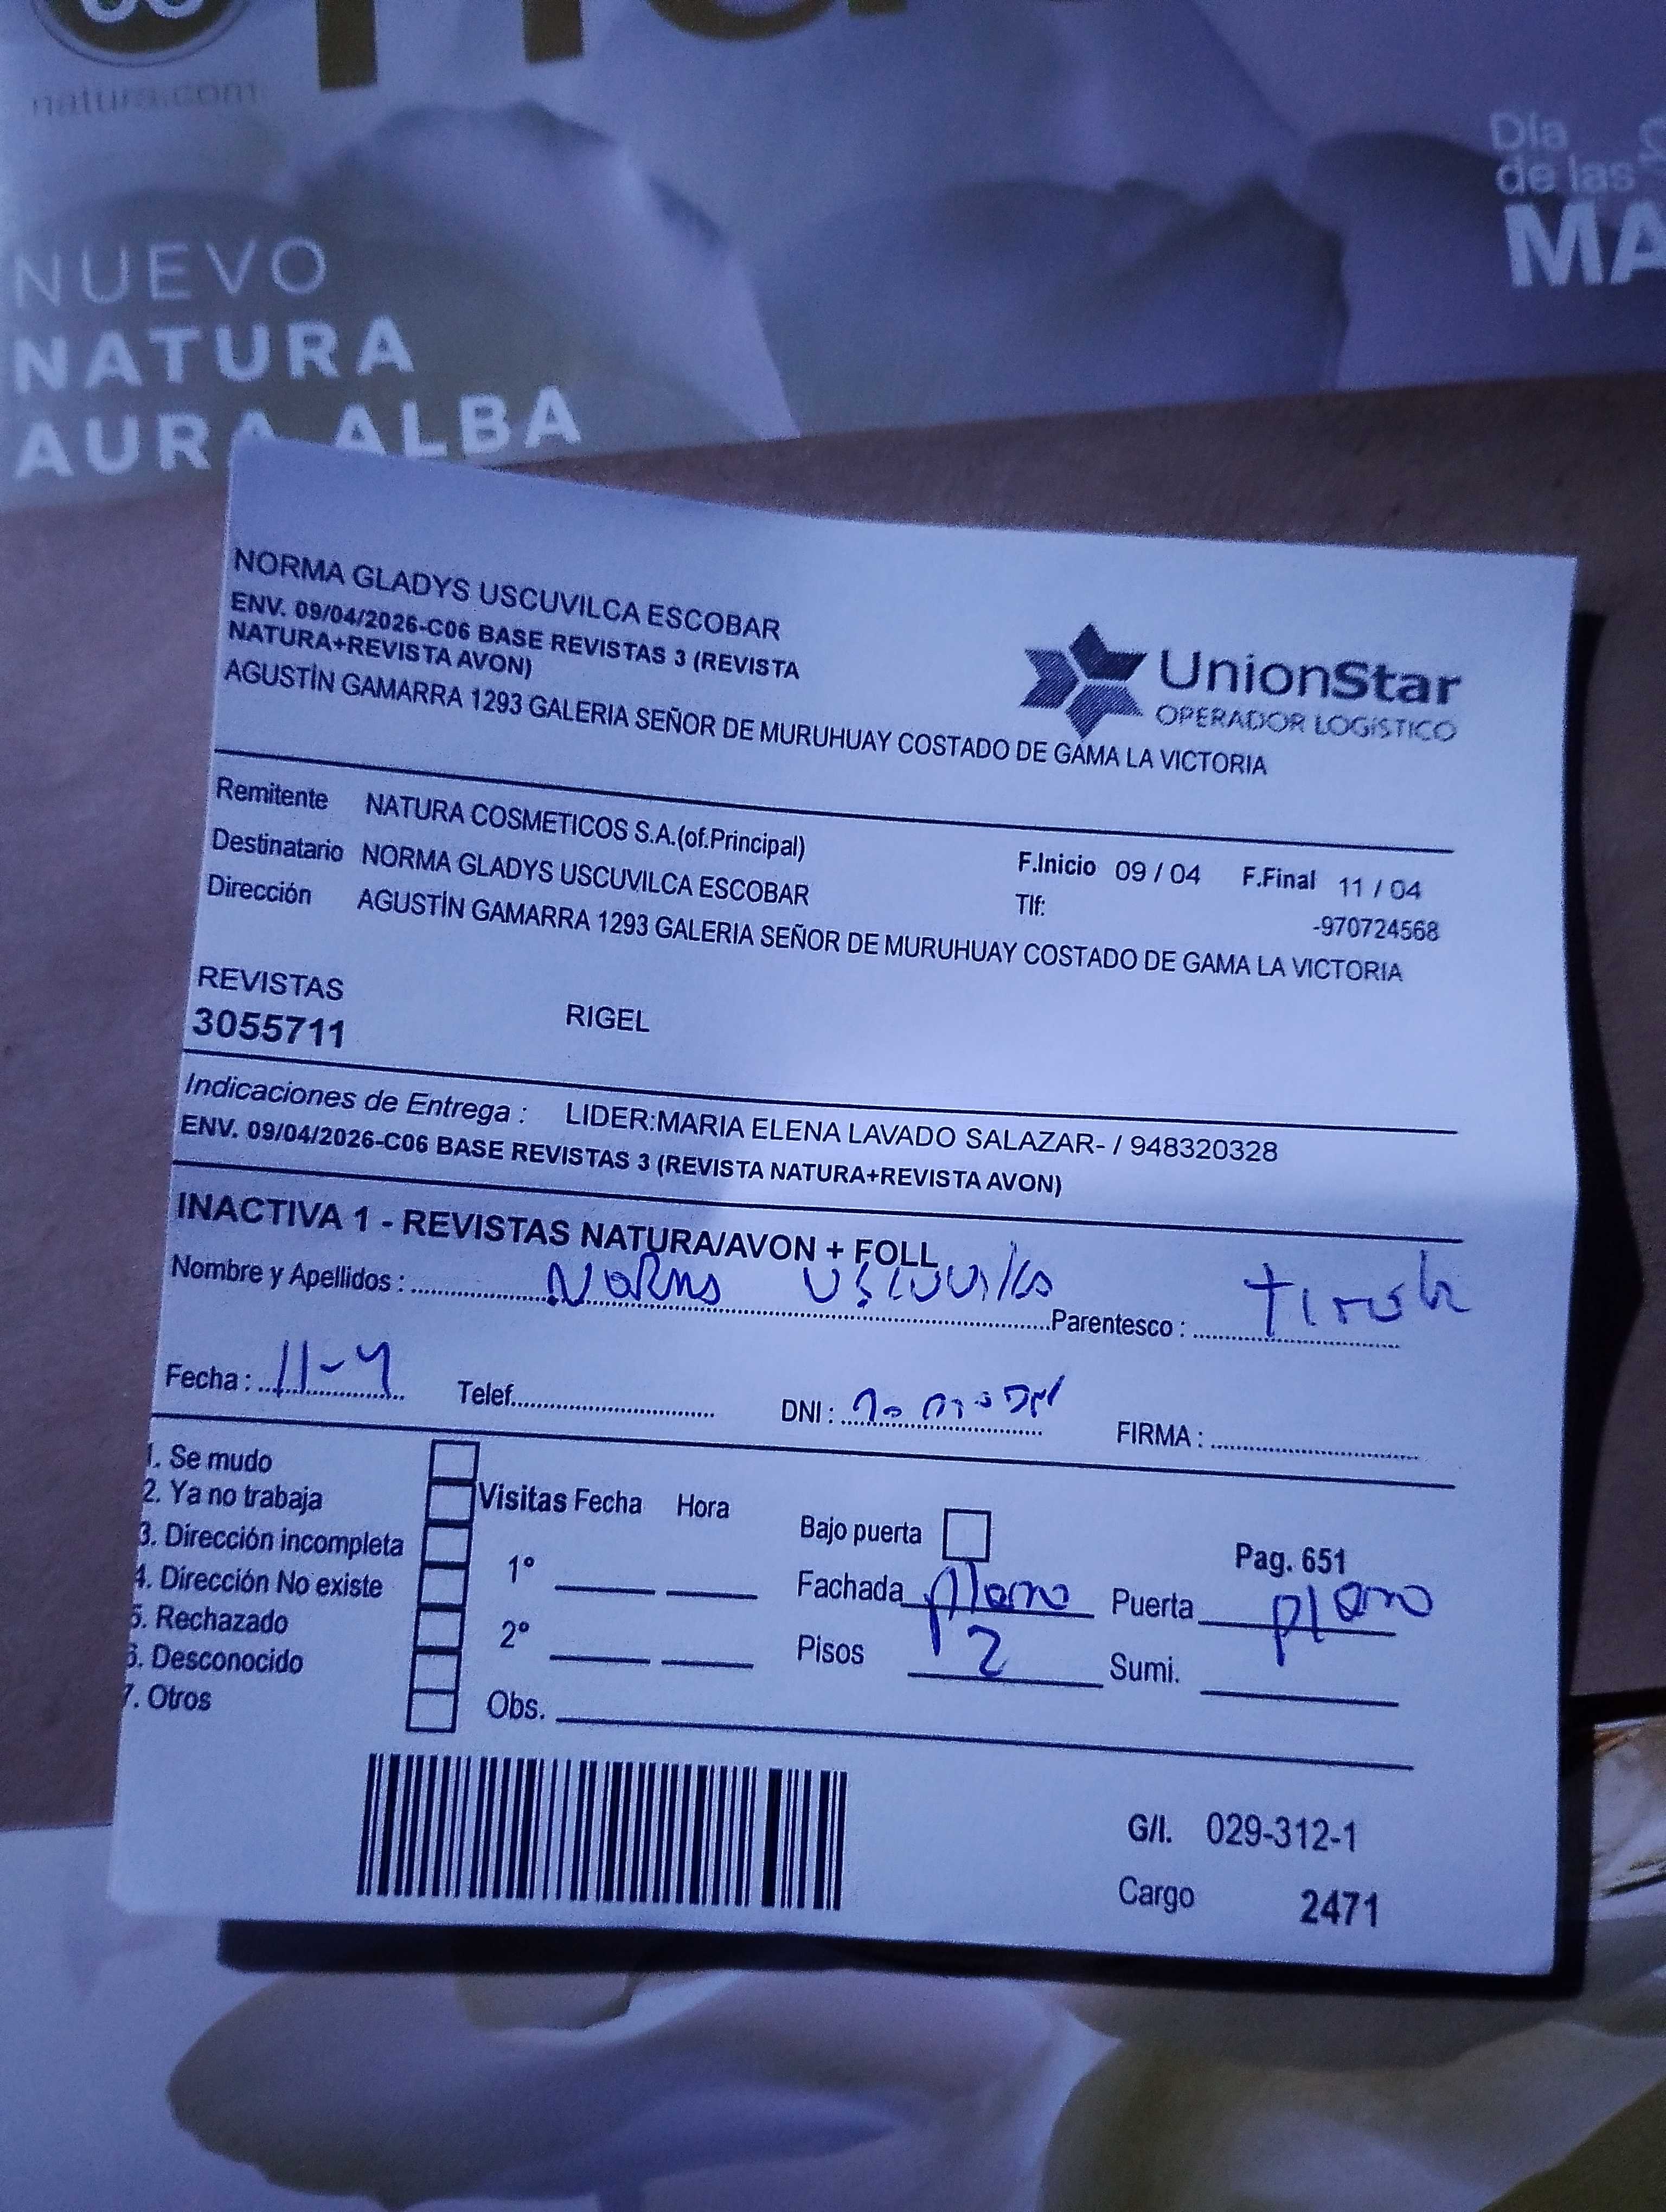 natura.com
Día
de las
MA
NUEVO
NATURA
AURA ALBA
NORMA GLADYS USCUVILCA ESCOBAR
ENV. 09/04/2026-C06 BASE REVISTAS 3 (REVISTA
NATURA+REVISTA AVON)
AGUSTÍN GAMARRA 1293 GALERIA SEÑOR DE MURUHUAY COSTADO DE GAMA LA VICTORIA
UnionStar
OPERADOR LOGÍSTICO
Remitente NATURA COSMETICOS S.A.(of.Principal)
F.Inicio 09 / 04 F.Final 11 / 04
Destinatario NORMA GLADYS USCUVILCA ESCOBAR
Tlf: -970724568
Dirección AGUSTÍN GAMARRA 1293 GALERIA SEÑOR DE MURUHUAY COSTADO DE GAMA LA VICTORIA
REVISTAS
3055711 RIGEL
Indicaciones de Entrega : LIDER:MARIA ELENA LAVADO SALAZAR- / 948320328
ENV. 09/04/2026-C06 BASE REVISTAS 3 (REVISTA NATURA+REVISTA AVON)
INACTIVA 1 - REVISTAS NATURA/AVON + FOLL
Nombre y Apellidos : Norma Uscuvilca Parentesco :
Fecha : 11-4 Telef. DNI : FIRMA :
1. Se mudo
2. Ya no trabaja
3. Dirección incompleta
4. Dirección No existe
5. Rechazado
6. Desconocido
7. Otros
Visitas Fecha Hora
1º
2º
Obs.
Bajo puerta
Pag. 651
Fachada plomo Puerta plomo
Pisos 2 Sumi.
G/I. 029-312-1
Cargo 2471